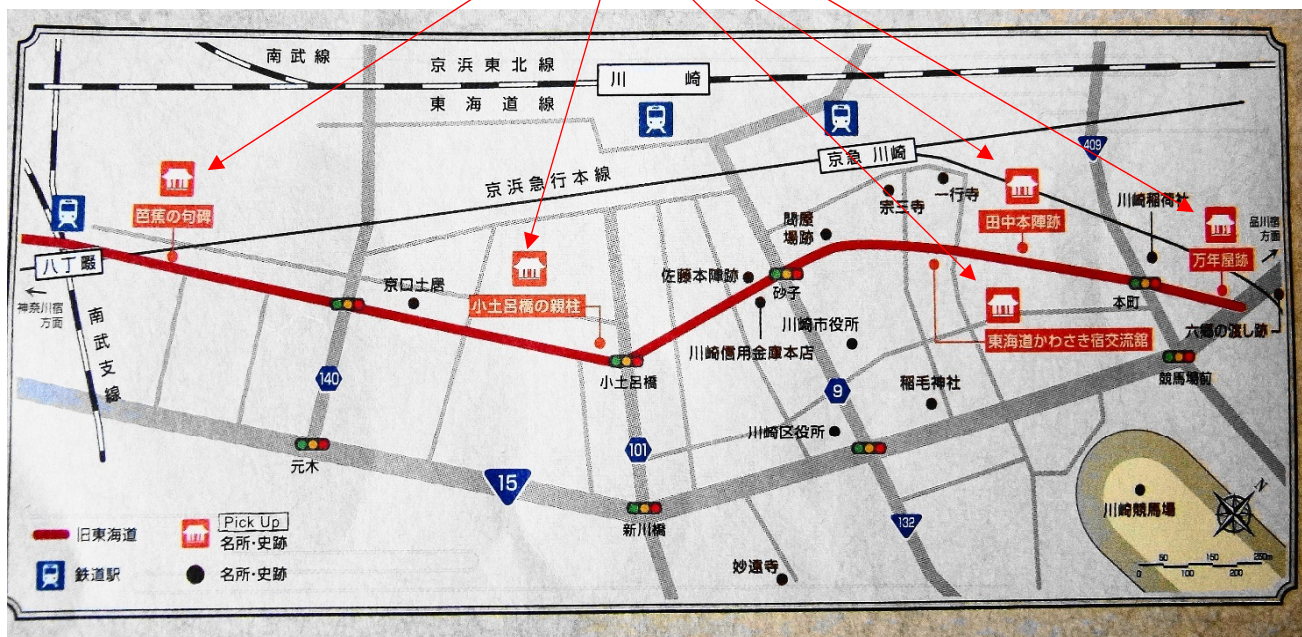 南武線
京浜東北線
東海道線
川崎
409
京浜急行本線
京急 川崎
芭蕉の句碑
八丁畷
神奈川宿
方面
南武支線
京口土居
小土呂橋の親柱
佐藤本陣跡
問屋
場跡
宗三寺
一行寺
田中本陣跡
川崎稲荷社
万年屋跡
品川宿
方面
砂子
本町
川崎市役所
川崎信用金庫本店
東海道かわさき宿交流館
六郷の渡し跡
小土呂橋
稲毛神社
競馬場前
140
9
101
川崎区役所
元木
15
新川橋
132
川崎競馬場
N
妙遠寺
旧東海道
Pick Up
名所・史跡
鉄道駅
名所・史跡
50 150 250m
0 100 200